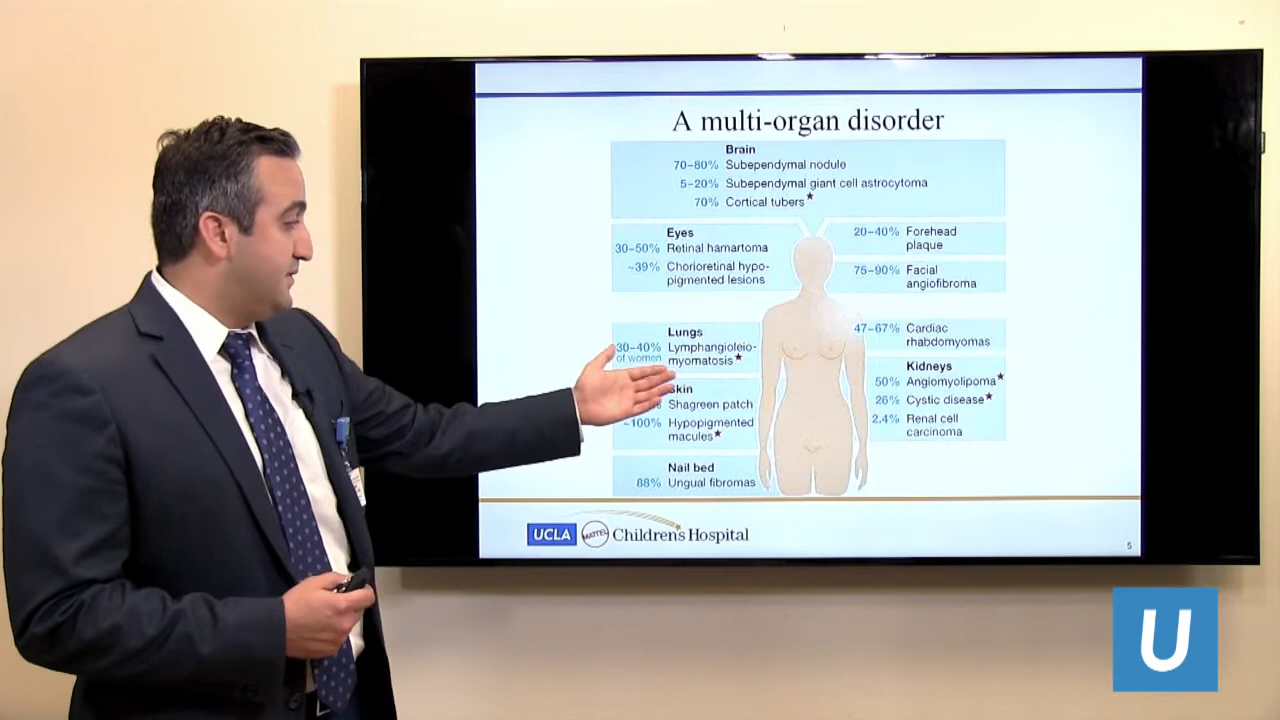 A multi-organ disorder
Brain
70–80% Subependymal nodule
5–20% Subependymal giant cell astrocytoma
70% Cortical tubers★
Eyes
30–50% Retinal hamartoma
~39% Chorioretinal hypo-
pigmented lesions
20–40% Forehead
plaque
75–90% Facial
angiofibroma
Lungs
30–40% Lymphangioleio-
of women myomatosis★
47–67% Cardiac
rhabdomyomas
Kidneys
50% Angiomyolipoma★
26% Cystic disease★
2.4% Renal cell
carcinoma
Skin
% Shagreen patch
~100% Hypopigmented
macules★
Nail bed
88% Ungual fibromas
UCLA MATTEL Children's Hospital
5
U